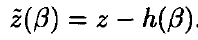 z̃(β) = z − h(β).